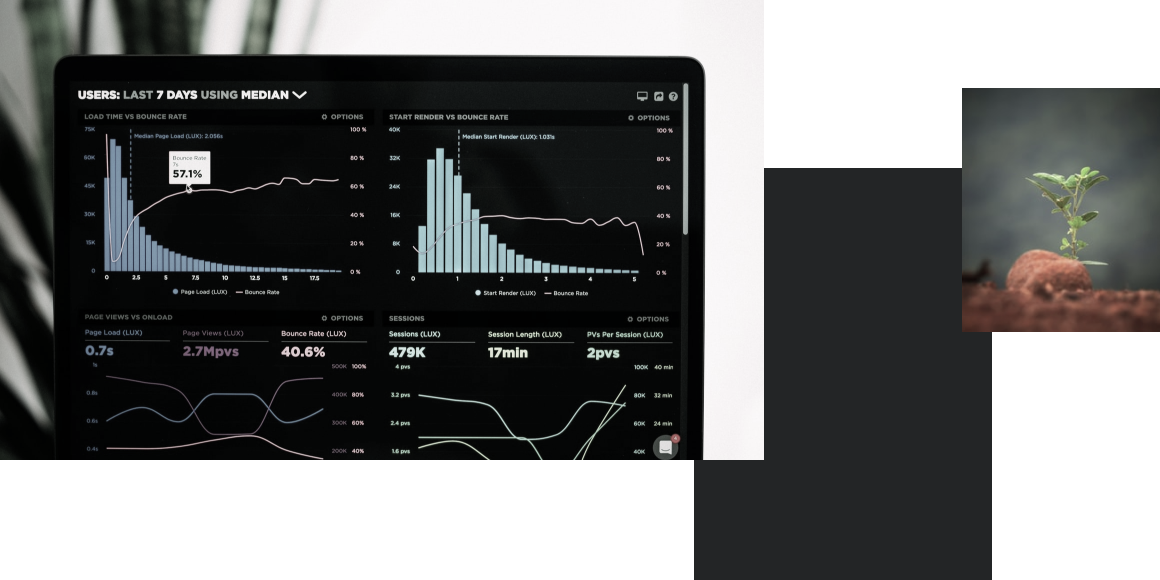 USERS: LAST 7 DAYS USING MEDIAN
LOAD TIME VS BOUNCE RATE
OPTIONS
75K
100 %
Median Page Load (LUX): 2.056s
60K
80 %
Bounce Rate
7s
57.1%
45K
60 %
30K
40 %
15K
20 %
0
0 %
0 2.5 5 7.5 10 12.5 15 17.5
Page Load (LUX) Bounce Rate
START RENDER VS BOUNCE RATE
OPTIONS
40K
100 %
Median Start Render (LUX): 1.031s
32K
80 %
24K
60 %
16K
40 %
8K
20 %
0
0 %
0 1 2 3 4 5
Start Render (LUX) Bounce Rate
PAGE VIEWS VS ONLOAD
OPTIONS
Page Load (LUX) Page Views (LUX) Bounce Rate (LUX)
0.7s 2.7Mpvs 40.6%
1s
500K 100%
0.8s
400K 80%
0.6s
300K 60%
0.4s
200K 40%
SESSIONS
OPTIONS
Sessions (LUX) Session Length (LUX) PVs Per Session (LUX)
479K 17min 2pvs
4 pvs
100K 40 min
3.2 pvs
80K 32 min
2.4 pvs
60K 24 min
1.6 pvs
40K